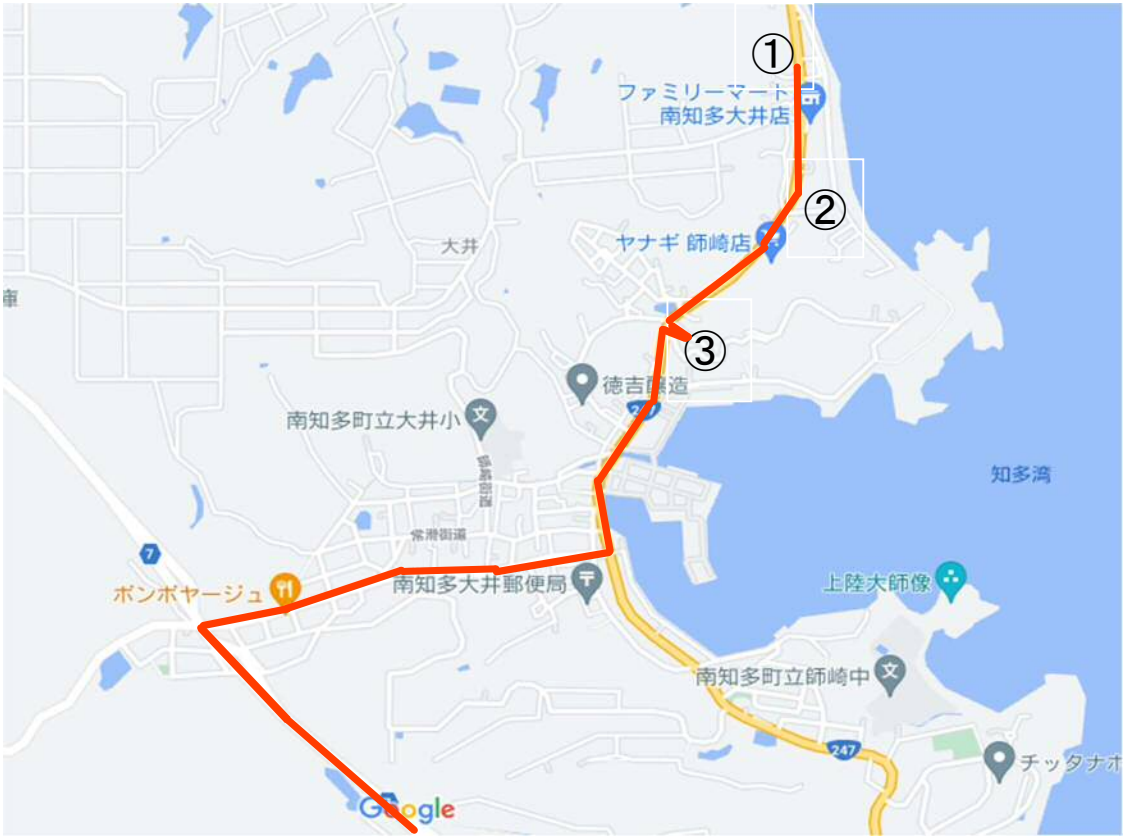 ①
ファミリーマート
南知多大井店
②
ヤナギ 師崎店
大井
庫
③
徳吉醸造
247
南知多町立大井小
師崎街道
知多湾
常滑街道
7
南知多大井郵便局
ボンボヤージュ
上陸大師像
南知多町立師崎中
247
チッタナポ
Google